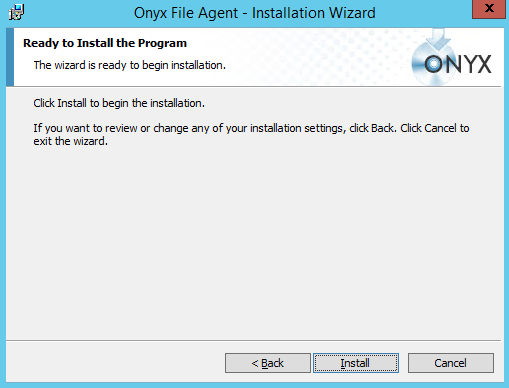 Onyx File Agent - Installation Wizard
x
Ready to Install the Program
The wizard is ready to begin installation.
ONYX
Click Install to begin the installation.
If you want to review or change any of your installation settings, click Back. Click Cancel to
exit the wizard.
< Back
Install
Cancel